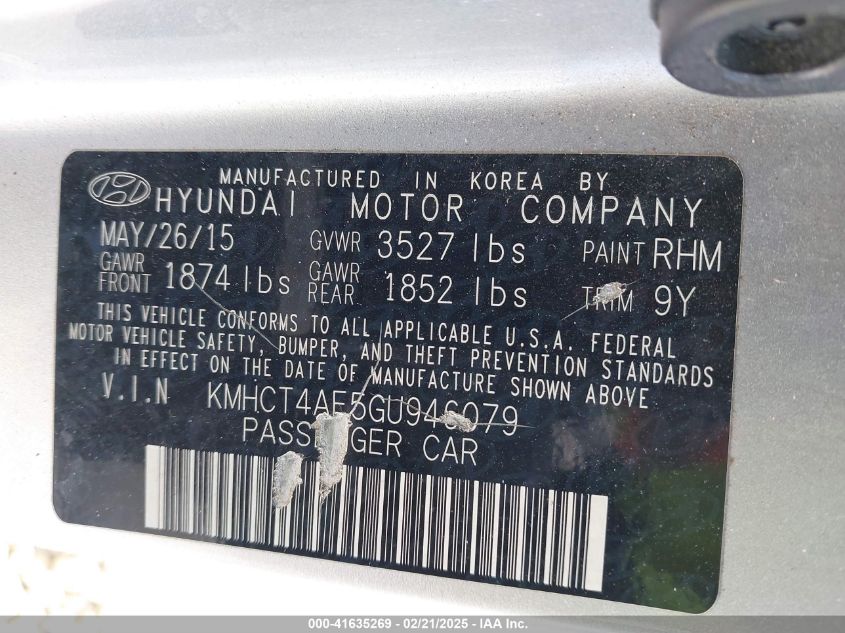 MANUFACTURED IN KOREA BY
HYUNDAI MOTOR COMPANY
MAY/26/15 GVWR 3527 lbs PAINT RHM
GAWR FRONT 1874 lbs GAWR REAR 1852 lbs TRIM 9Y
THIS VEHICLE CONFORMS TO ALL APPLICABLE U.S.A. FEDERAL
MOTOR VEHICLE SAFETY, BUMPER, AND THEFT PREVENTION STANDARDS
IN EFFECT ON THE DATE OF MANUFACTURE SHOWN ABOVE
V.I.N KMHCT4AE5GU946079
PASSENGER CAR
000-41635269 - 02/21/2025 - IAA Inc.